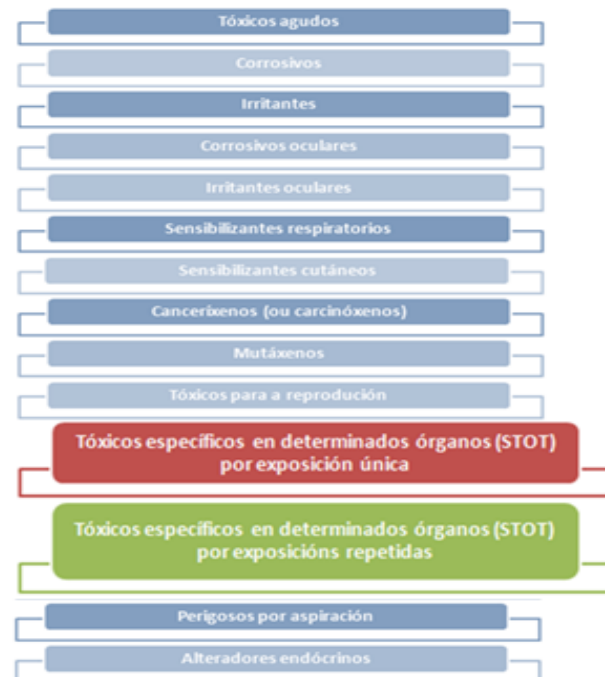 Tóxicos agudos
Corrosivos
Irritantes
Corrosivos oculares
Irritantes oculares
Sensibilizantes respiratorios
Sensibilizantes cutáneos
Cancerixenos (ou carcinóxenos)
Mutáxenos
Tóxicos para a reprodución
Tóxicos específicos en determinados órganos (STOT)
por exposición única
Tóxicos específicos en determinados órganos (STOT)
por exposicións repetidas
Perigosos por aspiración
Alteradores endócrinos